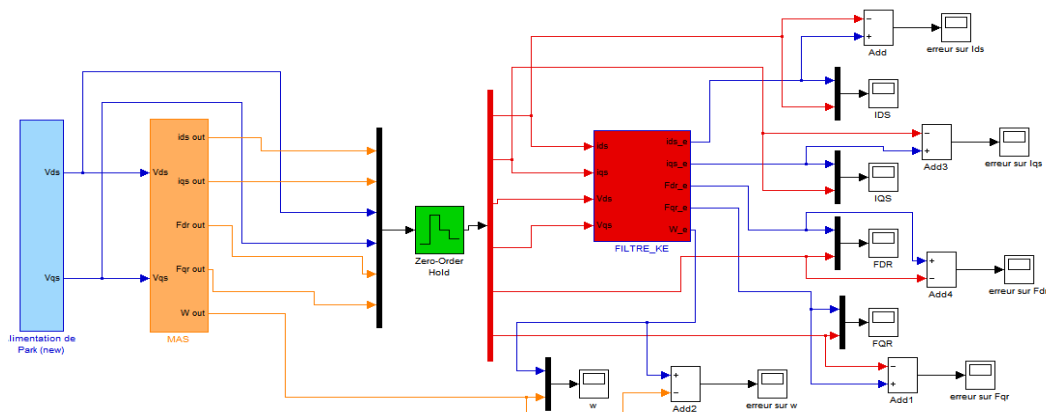 Vds
Vqs
limentation de
Park (new)
Vds
Vqs
ids out
iqs out
Fdr out
Fqr out
W out
MAS
Zero-Order
Hold
ids
iqs
Vds
Vqs
ids_e
iqs_e
Fdr_e
Fqr_e
W_e
FILTRE_KE
Add
erreur sur Ids
IDS
Add3
erreur sur Iqs
IQS
FDR
Add4
erreur sur Fd
FQR
Add1
erreur sur Fqr
w
Add2
erreur sur w